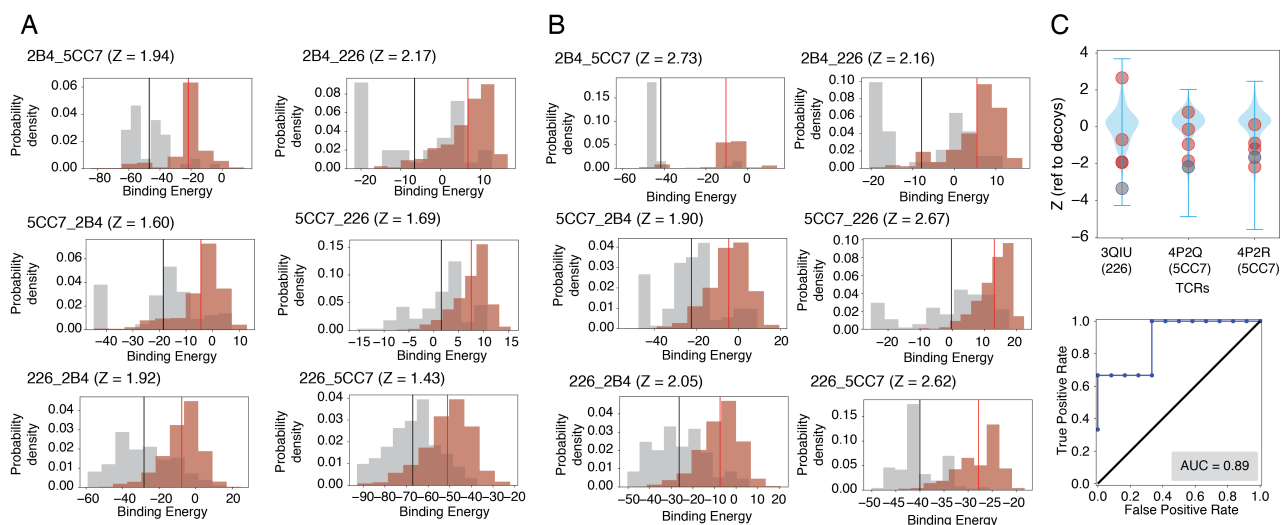 A
2B4_5CC7 (Z = 1.94)
Probability
density
0.06
0.04
0.02
0.00
−80 −60 −40 −20 0
Binding Energy
2B4_226 (Z = 2.17)
Probability
density
0.08
0.06
0.04
0.02
0.00
−20 −10 0 10
Binding Energy
5CC7_2B4 (Z = 1.60)
Probability
density
0.06
0.04
0.02
0.00
−40 −30 −20 −10 0 10
Binding Energy
5CC7_226 (Z = 1.69)
Probability
density
0.15
0.10
0.05
0.00
−15 −10 −5 0 5 10 15
Binding Energy
226_2B4 (Z = 1.92)
Probability
density
0.04
0.03
0.02
0.01
0.00
−60 −40 −20 0 20
Binding Energy
226_5CC7 (Z = 1.43)
Probability
density
0.04
0.03
0.02
0.01
0.00
−90 −80 −70 −60 −50 −40 −30 −20
Binding Energy
B
2B4_5CC7 (Z = 2.73)
Probability
density
0.15
0.10
0.05
0.00
−60 −40 −20 0
Binding Energy
2B4_226 (Z = 2.16)
Probability
density
0.10
0.08
0.06
0.04
0.02
0.00
−20 −10 0 10
Binding Energy
5CC7_2B4 (Z = 1.90)
Probability
density
0.04
0.03
0.02
0.01
0.00
−40 −20 0 20
Binding Energy
5CC7_226 (Z = 2.67)
Probability
density
0.10
0.08
0.06
0.04
0.02
0.00
−20 −10 0 10 20
Binding Energy
226_2B4 (Z = 2.05)
Probability
density
0.04
0.03
0.02
0.01
0.00
−50 −40 −30 −20 −10 0 10 20
Binding Energy
226_5CC7 (Z = 2.62)
Probability
density
0.15
0.10
0.05
0.00
−50 −45 −40 −35 −30 −25 −20
Binding Energy
C
Z (ref to decoys)
4
2
0
−2
−4
−6
3QIU 4P2Q 4P2R
(226) (5CC7) (5CC7)
TCRs
True Positive Rate
1.0
0.8
0.6
0.4
0.2
0.0
AUC = 0.89
0.0 0.2 0.4 0.6 0.8 1.0
False Positive Rate